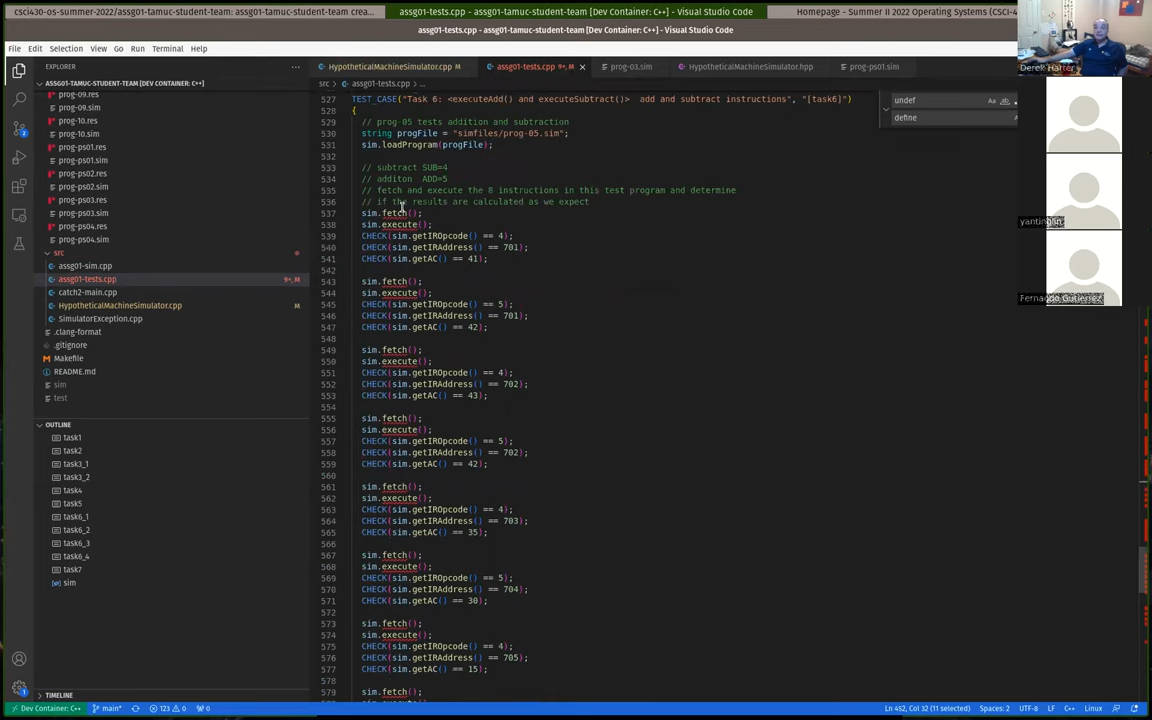 csci430-os-summer-2022/assgg01-tamuc-student-team: assgg01-tamuc-student-team crea...
assgg01-tests.cpp - assgg01-tamuc-student-team [Dev Container: C++] - Visual Studio Code
Homepage - Summer II 2022 Operating Systems (CSCI-4
assgg01-tests.cpp - assgg01-tamuc-student-team [Dev Container: C++] - Visual Studio Code
File Edit Selection View Go Run Terminal Help
EXPLORER
ASSGG01-TAMUC-STUDENT-TEAM [DEV CONTAINER: C++]
prog-09.res
prog-09.sim
prog-10.res
prog-10.sim
prog-ps01.res
prog-ps01.sim
prog-ps02.res
prog-ps02.sim
prog-ps03.res
prog-ps03.sim
prog-ps04.res
prog-ps04.sim
src
assgg01-sim.cpp
assgg01-tests.cpp 9+, M
catch2-main.cpp
HypotheticalMachineSimulator.cpp M
SimulatorException.cpp
.clang-format
.gitignore
Makefile
README.md
sim
test
OUTLINE
task1
task2
task3_1
task3_2
task4
task5
task6_1
task6_2
task6_3
task6_4
task7
sim
TIMELINE
HypotheticalMachineSimulator.cpp M
assgg01-tests.cpp 9+, M
prog-03.sim
HypotheticalMachineSimulator.hpp
prog-ps01.sim
src > assgg01-tests.cpp > ...
undef
define
527 TEST_CASE("Task 6: <executeAdd() and executeSubtract()> add and subtract instructions", "[task6]")
528 {
529 // prog-05 tests addition and subtraction
530 string progFile = "simfiles/prog-05.sim";
531 sim.loadProgram(progFile);
532
533 // subtract SUB=4
534 // additon ADD=5
535 // fetch and execute the 8 instructions in this test program and determine
536 // if the results are calculated as we expect
537 sim.fetch();
538 sim.execute();
539 CHECK(sim.getIROpcode() == 4);
540 CHECK(sim.getIRAddress() == 701);
541 CHECK(sim.getAC() == 41);
542
543 sim.fetch();
544 sim.execute();
545 CHECK(sim.getIROpcode() == 5);
546 CHECK(sim.getIRAddress() == 701);
547 CHECK(sim.getAC() == 42);
548
549 sim.fetch();
550 sim.execute();
551 CHECK(sim.getIROpcode() == 4);
552 CHECK(sim.getIRAddress() == 702);
553 CHECK(sim.getAC() == 43);
554
555 sim.fetch();
556 sim.execute();
557 CHECK(sim.getIROpcode() == 5);
558 CHECK(sim.getIRAddress() == 702);
559 CHECK(sim.getAC() == 42);
560
561 sim.fetch();
562 sim.execute();
563 CHECK(sim.getIROpcode() == 4);
564 CHECK(sim.getIRAddress() == 703);
565 CHECK(sim.getAC() == 35);
566
567 sim.fetch();
568 sim.execute();
569 CHECK(sim.getIROpcode() == 5);
570 CHECK(sim.getIRAddress() == 704);
571 CHECK(sim.getAC() == 30);
572
573 sim.fetch();
574 sim.execute();
575 CHECK(sim.getIROpcode() == 4);
576 CHECK(sim.getIRAddress() == 705);
577 CHECK(sim.getAC() == 15);
578
579 sim.fetch();
Derek Harter
yantingan
Fernando Gutierrez
Dev Container: C++ main* 123 0 0
Ln 452, Col 32 (11 selected) Spaces: 2 UTF-8 LF C++ Linux